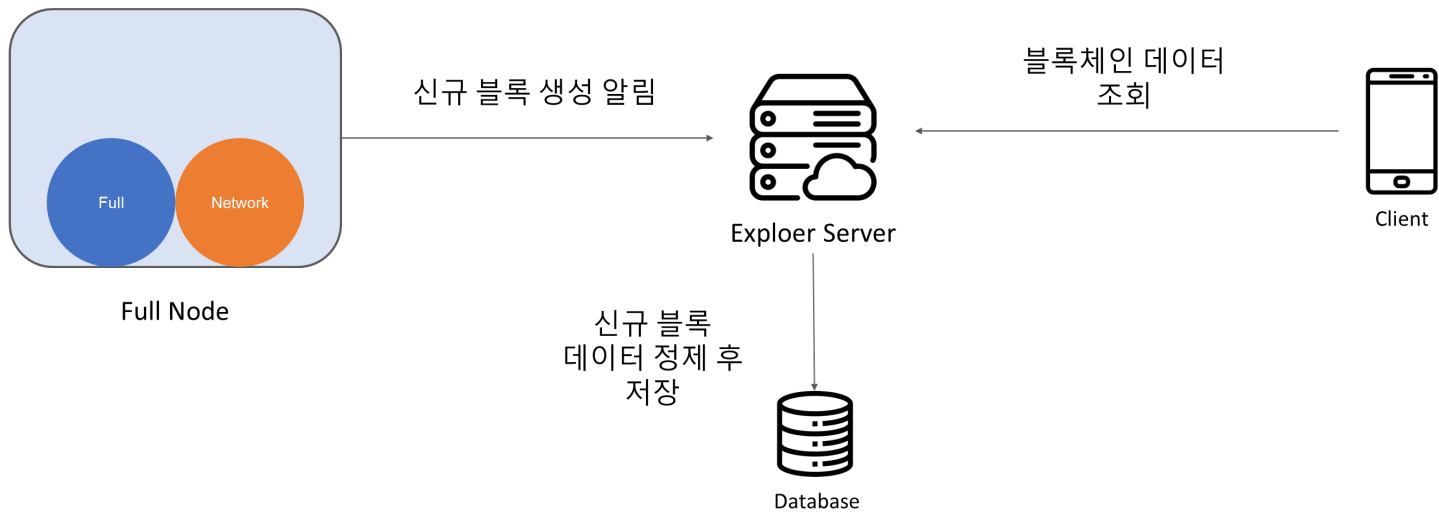 신규 블록 생성 알림
블록체인 데이터
조회
Full
Network
Full Node
Exploer Server
Client
신규 블록
데이터 정제 후
저장
Database